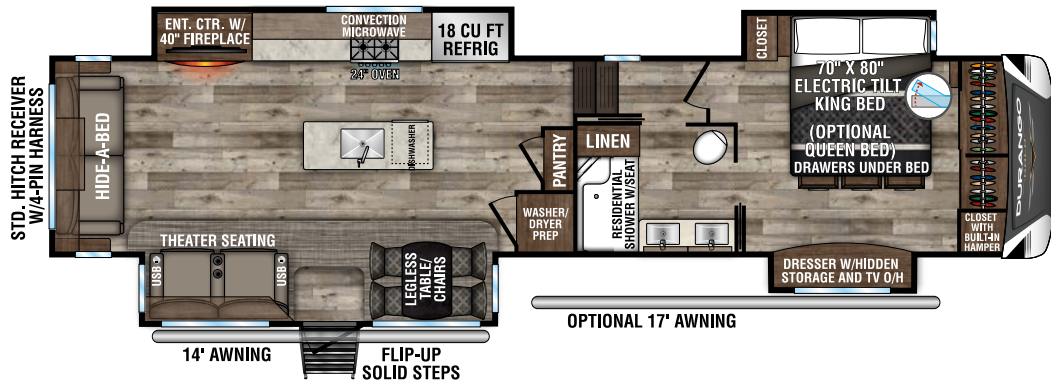 ENT. CTR. W/
40" FIREPLACE
CONVECTION
MICROWAVE
24" OVEN
18 CU FT
REFRIG
CLOSET
70" X 80"
ELECTRIC TILT
KING BED
(OPTIONAL
QUEEN BED)
DRAWERS UNDER BED
STD. HITCH RECEIVER
W/4-PIN HARNESS
HIDE-A-BED
DISHWASHER
PANTRY
LINEN
WASHER/
DRYER
PREP
RESIDENTIAL
SHOWER W/SEAT
DURANGO
CLOSET
WITH
BUILT-IN
HAMPER
THEATER SEATING
USB
USB
LEGLESS
TABLE/
CHAIRS
DRESSER W/HIDDEN
STORAGE AND TV O/H
OPTIONAL 17' AWNING
14' AWNING
FLIP-UP
SOLID STEPS